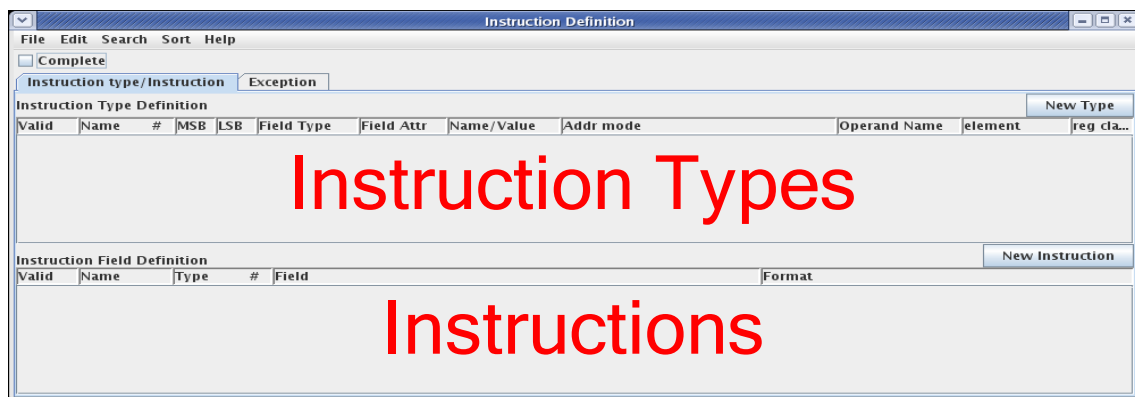 Instruction Definition
File Edit Search Sort Help
Complete
Instruction type/Instruction Exception
Instruction Type Definition New Type
Valid Name # MSB LSB Field Type Field Attr Name/Value Addr mode Operand Name element reg cla...
Instruction Types
Instruction Field Definition New Instruction
Valid Name Type # Field Format
Instructions